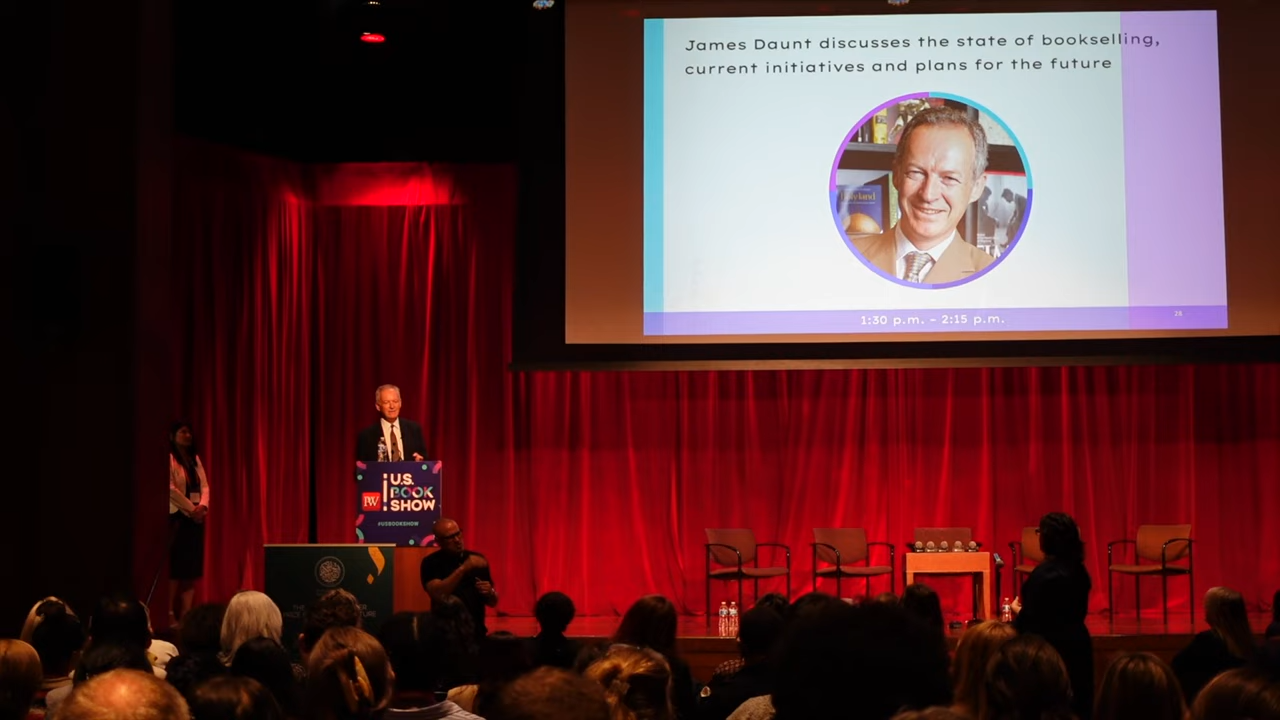 James Daunt discusses the state of bookselling,
current initiatives and plans for the future
1:30 p.m. – 2:15 p.m.
28
PW
U.S.
BOOK
SHOW
#USBOOKSHOW